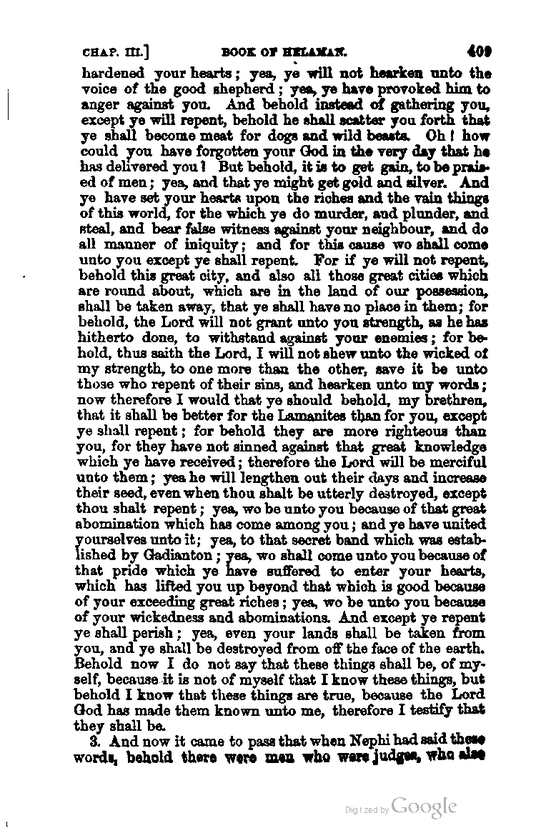 CHAP. III.] BOOK OF HELAMAN. 409
hardened your hearts; yea, ye will not hearken unto the
voice of the good shepherd; yea, ye have provoked him to
anger against you. And behold instead of gathering you,
except ye will repent, behold he shall scatter you forth that
ye shall become meat for dogs and wild beasts. Oh! how
could you have forgotten your God in the very day that he
has delivered you? But behold, it is to get gain, to be prais-
ed of men; yea, and that ye might get gold and silver. And
ye have set your hearts upon the riches and the vain things
of this world, for the which ye do murder, and plunder, and
steal, and bear false witness against your neighbour, and do
all manner of iniquity; and for this cause wo shall come
unto you except ye shall repent. For if ye will not repent,
behold this great city, and also all those great cities which
are round about, which are in the land of our possession,
shall be taken away, that ye shall have no place in them; for
behold, the Lord will not grant unto you strength, as he has
hitherto done, to withstand against your enemies; for be-
hold, thus saith the Lord, I will not shew unto the wicked of
my strength, to one more than the other, save it be unto
those who repent of their sins, and hearken unto my words;
now therefore I would that ye should behold, my brethren,
that it shall be better for the Lamanites than for you, except
ye shall repent; for behold they are more righteous than
you, for they have not sinned against that great knowledge
which ye have received; therefore the Lord will be merciful
unto them; yea he will lengthen out their days and increase
their seed, even when thou shalt be utterly destroyed, except
thou shalt repent; yea, wo be unto you because of that great
abomination which has come among you; and ye have united
yourselves unto it; yea, to that secret band which was estab-
lished by Gadianton; yea, wo shall come unto you because of
that pride which ye have suffered to enter your hearts,
which has lifted you up beyond that which is good because
of your exceeding great riches; yea, wo be unto you because
of your wickedness and abominations. And except ye repent
ye shall perish; yea, even your lands shall be taken from
you, and ye shall be destroyed from off the face of the earth.
Behold now I do not say that these things shall be, of my-
self, because it is not of myself that I know these things, but
behold I know that these things are true, because the Lord
God has made them known unto me, therefore I testify that
they shall be.
3. And now it came to pass that when Nephi had said these
words, behold there were men who were judges, who also
Digitized by Google